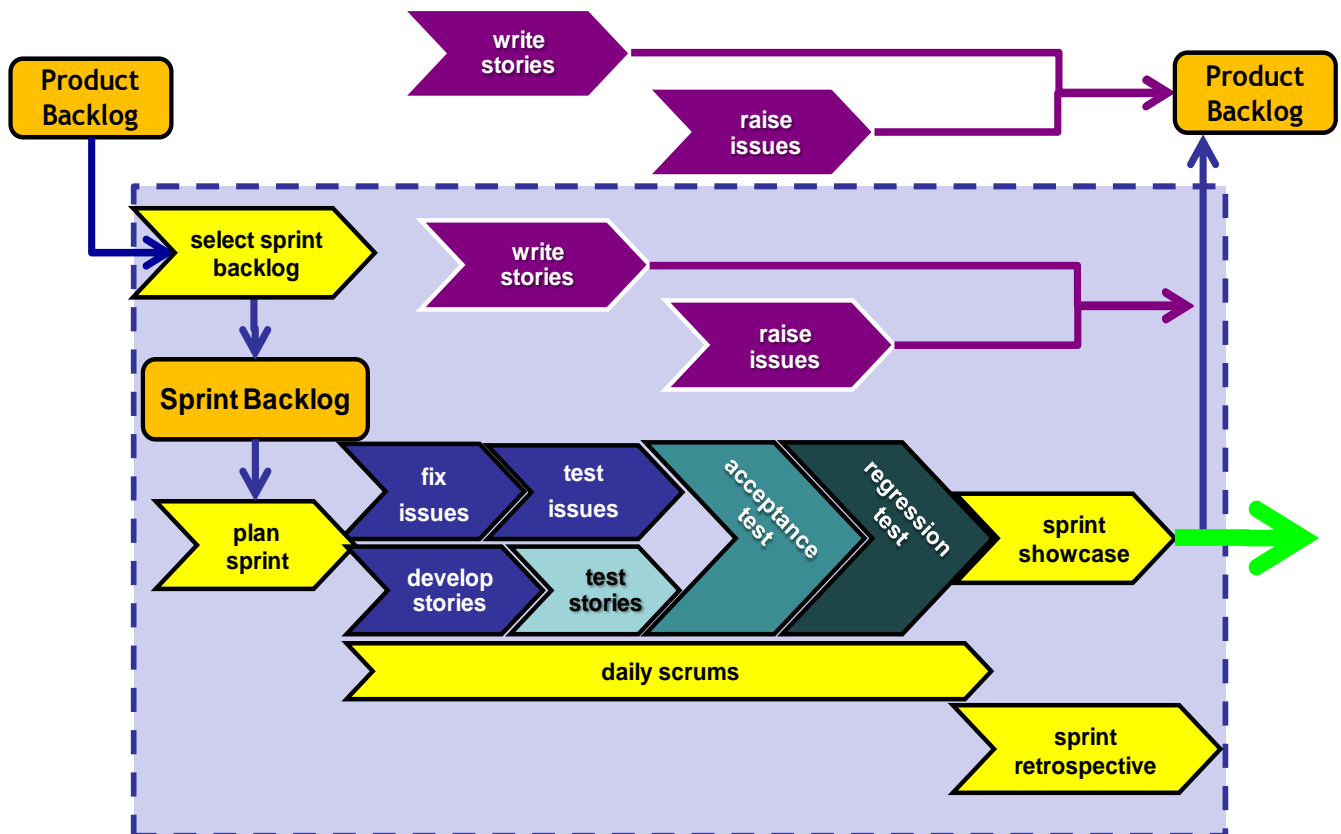 write
stories
Product
Backlog
Product
Backlog
raise
issues
select sprint
backlog
write
stories
raise
issues
Sprint Backlog
fix
issues
test
issues
acceptance
test
regression
test
plan
sprint
sprint
showcase
develop
stories
test
stories
daily scrums
sprint
retrospective